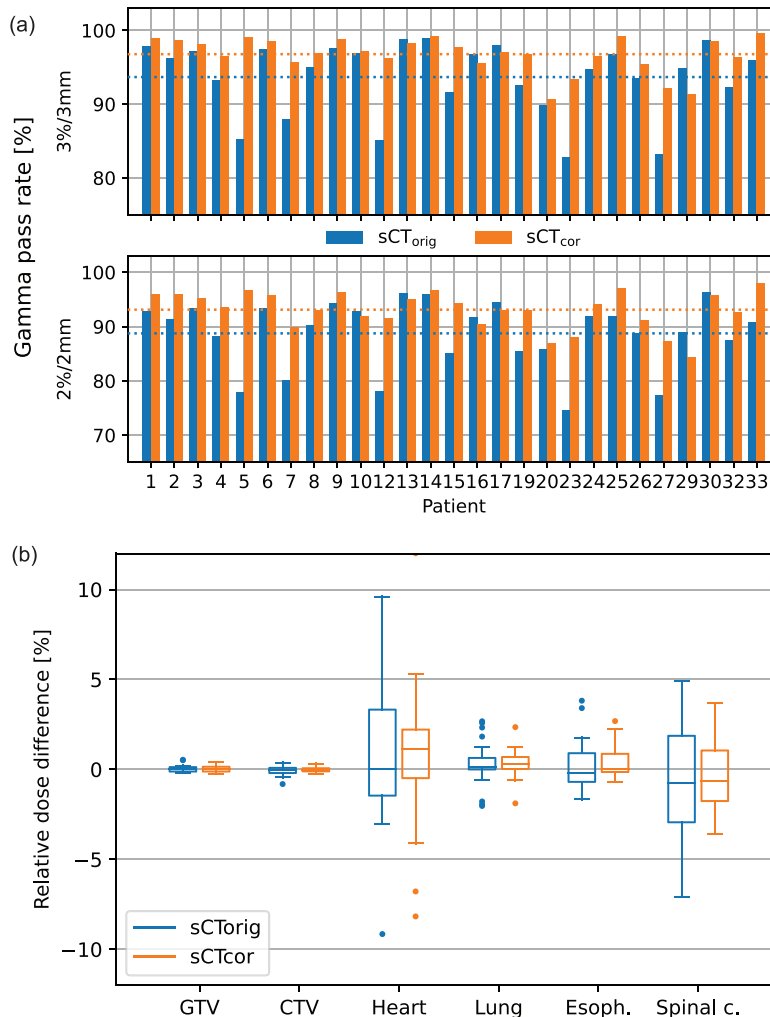 (a)
Gamma pass rate [%]
3%/3mm
100
90
80
sCTorig sCTcor
2%/2mm
100
90
80
70
1 2 3 4 5 6 7 8 9 10 12 13 14 15 16 17 19 20 23 24 25 26 27 29 30 32 33
Patient
(b)
Relative dose difference [%]
10
5
0
−5
−10
sCTorig
sCTcor
GTV CTV Heart Lung Esoph. Spinal c.